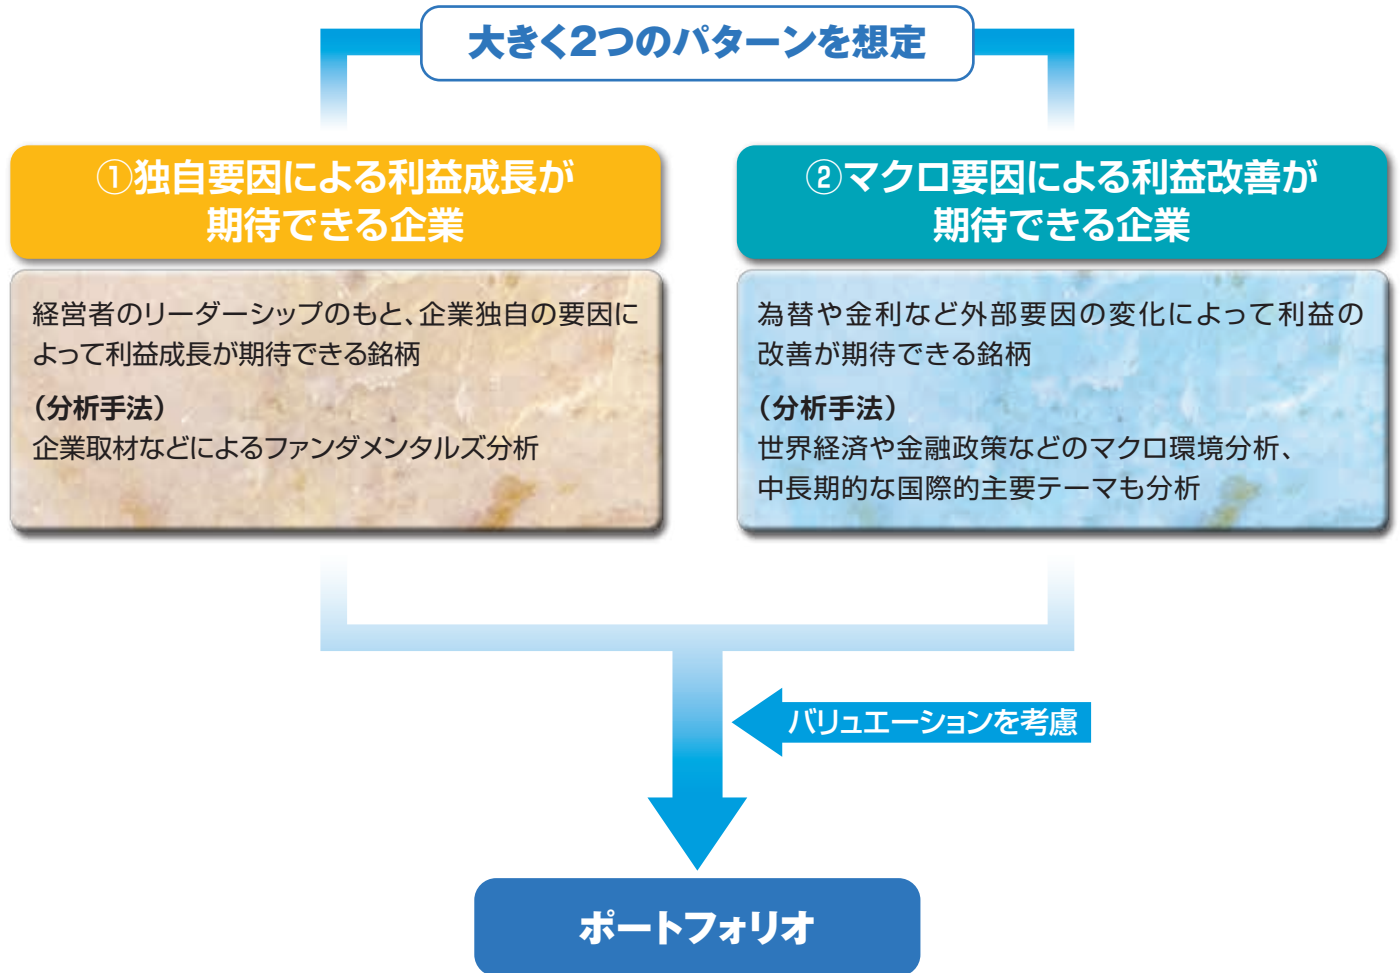 大きく2つのパターンを想定
①独自要因による利益成長が
期待できる企業
経営者のリーダーシップのもと、企業独自の要因に
よって利益成長が期待できる銘柄
(分析手法)
企業取材などによるファンダメンタルズ分析
②マクロ要因による利益改善が
期待できる企業
為替や金利など外部要因の変化によって利益の
改善が期待できる銘柄
(分析手法)
世界経済や金融政策などのマクロ環境分析、
中長期的な国際的主要テーマも分析
バリュエーションを考慮
ポートフォリオ